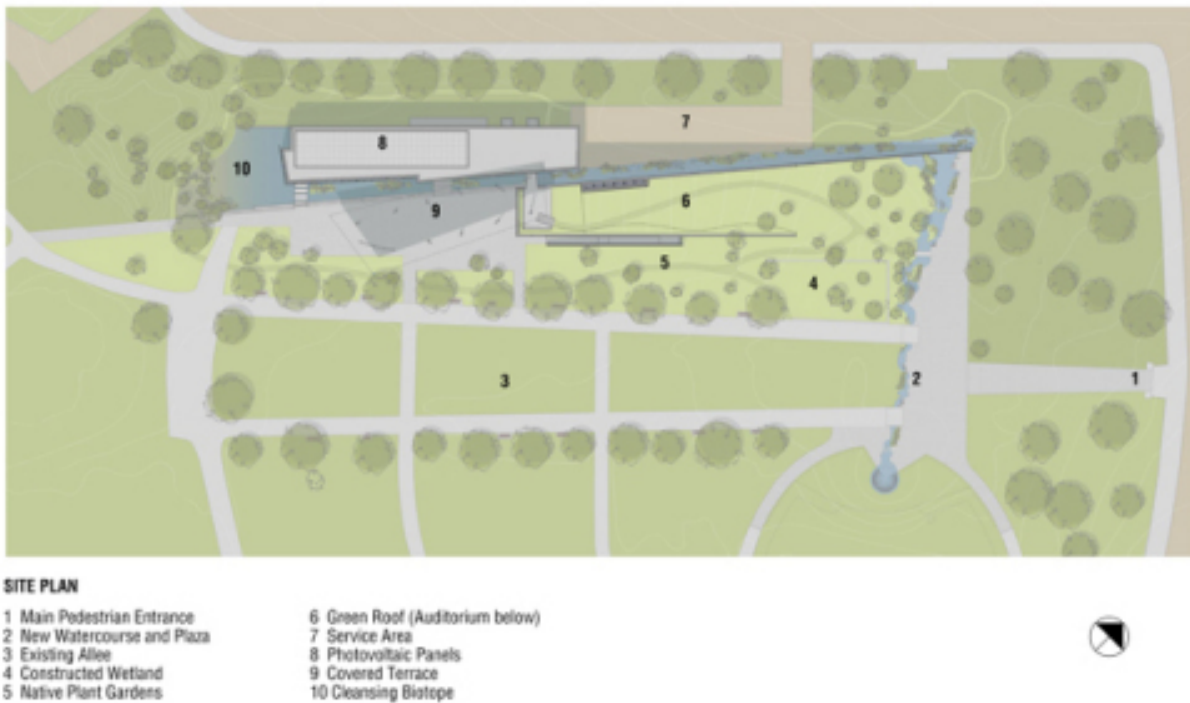 8
7
10
9
6
5
4
3
2
1
SITE PLAN
1 Main Pedestrian Entrance
2 New Watercourse and Plaza
3 Existing Allee
4 Constructed Wetland
5 Native Plant Gardens
6 Green Roof (Auditorium below)
7 Service Area
8 Photovoltaic Panels
9 Covered Terrace
10 Cleansing Biotope